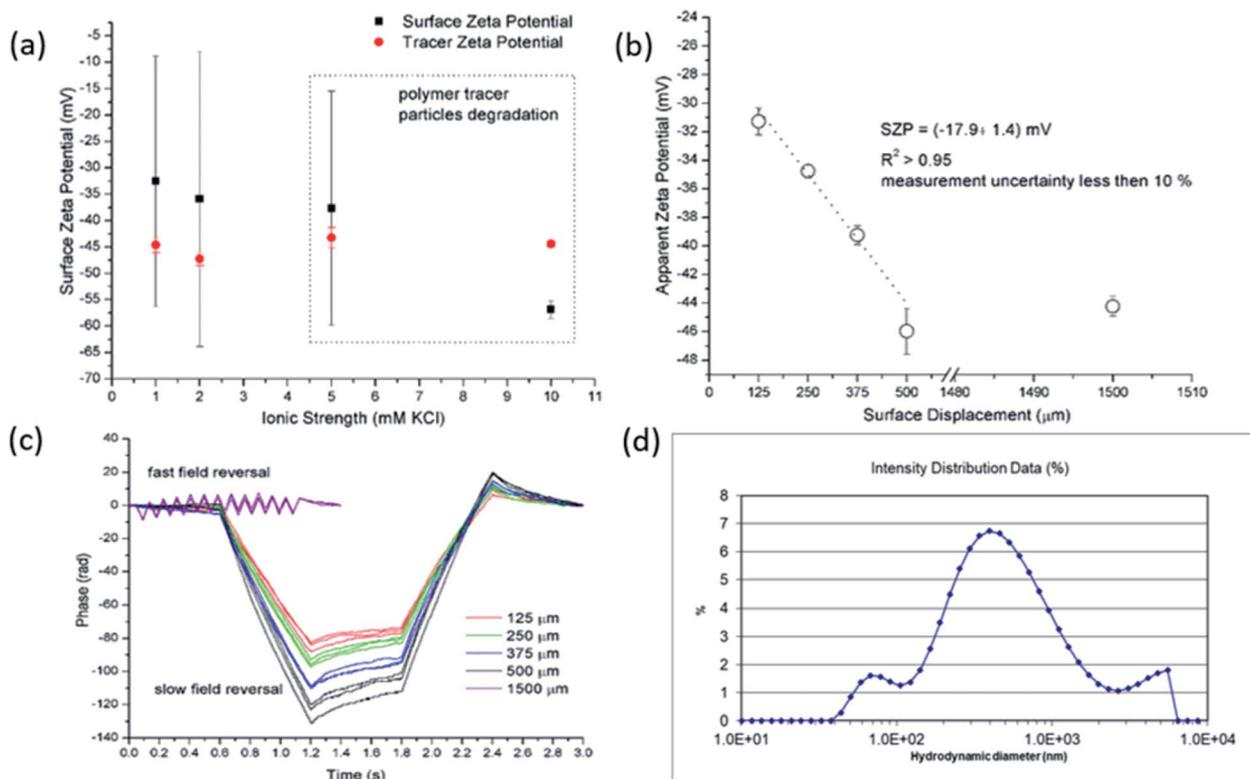 (a)
Surface Zeta Potential
Tracer Zeta Potential
polymer tracer
particles degradation
Surface Zeta Potential (mV)
-5
-5
-10
-15
-20
-25
-30
-35
-40
-45
-50
-55
-60
-65
-70
0 1 2 3 4 5 6 7 8 9 10 11
Ionic Strength (mM KCl)
(b)
Apparent Zeta Potential (mV)
-24
-26
-28
-30
-32
-34
-36
-38
-40
-42
-44
-46
-48
SZP = (-17.9± 1.4) mV
R2 > 0.95
measurement uncertainty less then 10 %
0 125 250 375 500 1480 1490 1500 1510
Surface Displacement (μm)
(c)
Phase (rad)
40
20
0
-20
-40
-60
-80
-100
-120
-140
fast field reversal
slow field reversal
125 μm
250 μm
375 μm
500 μm
1500 μm
0.0 0.2 0.4 0.6 0.8 1.0 1.2 1.4 1.6 1.8 2.0 2.2 2.4 2.6 2.8 3.0
Time (s)
(d)
Intensity Distribution Data (%)
%
8
7
6
5
4
3
2
1
0
1.0E+01 1.0E+02 1.0E+03 1.0E+04
Hydrodynamic diameter (nm)